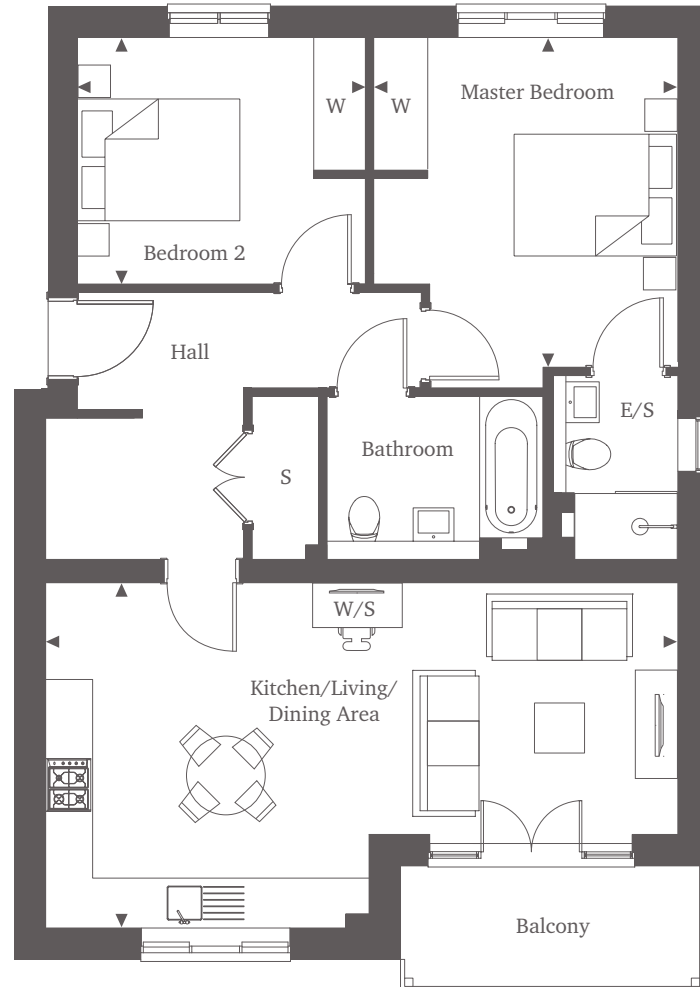 W
W
Master Bedroom
Bedroom 2
Hall
E/S
Bathroom
S
W/S
Kitchen/Living/
Dining Area
Balcony